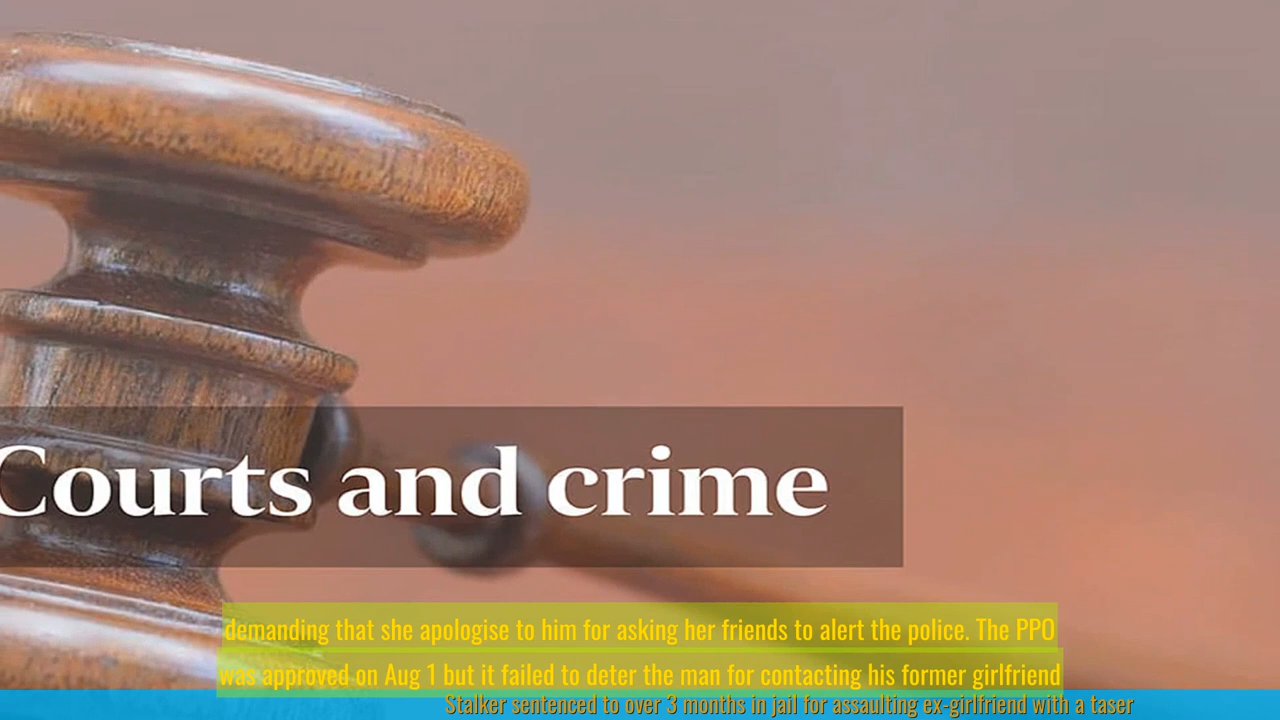 Courts and crime
demanding that she apologise to him for asking her friends to alert the police. The PPO
was approved on Aug 1 but it failed to deter the man for contacting his former girlfriend
Stalker sentenced to over 3 months in jail for assaulting ex-girlfriend with a taser